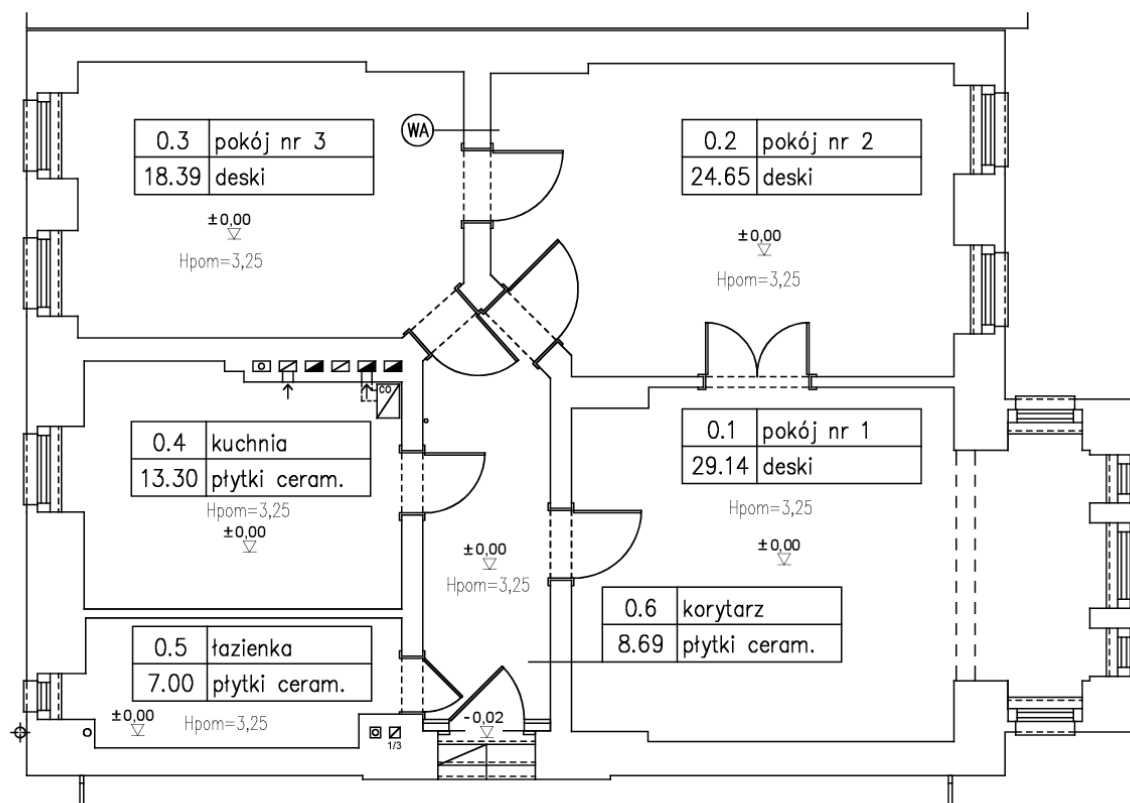 0.3 pokój nr 3
18.39 deski
±0,00
Hpom=3,25
WA
0.2 pokój nr 2
24.65 deski
±0,00
Hpom=3,25
CO
0.4 kuchnia
13.30 płytki ceram.
Hpom=3,25
±0,00
0.1 pokój nr 1
29.14 deski
Hpom=3,25
±0,00
±0,00
Hpom=3,25
0.6 korytarz
8.69 płytki ceram.
0.5 łazienka
7.00 płytki ceram.
±0,00
Hpom=3,25
1/3
-0,02